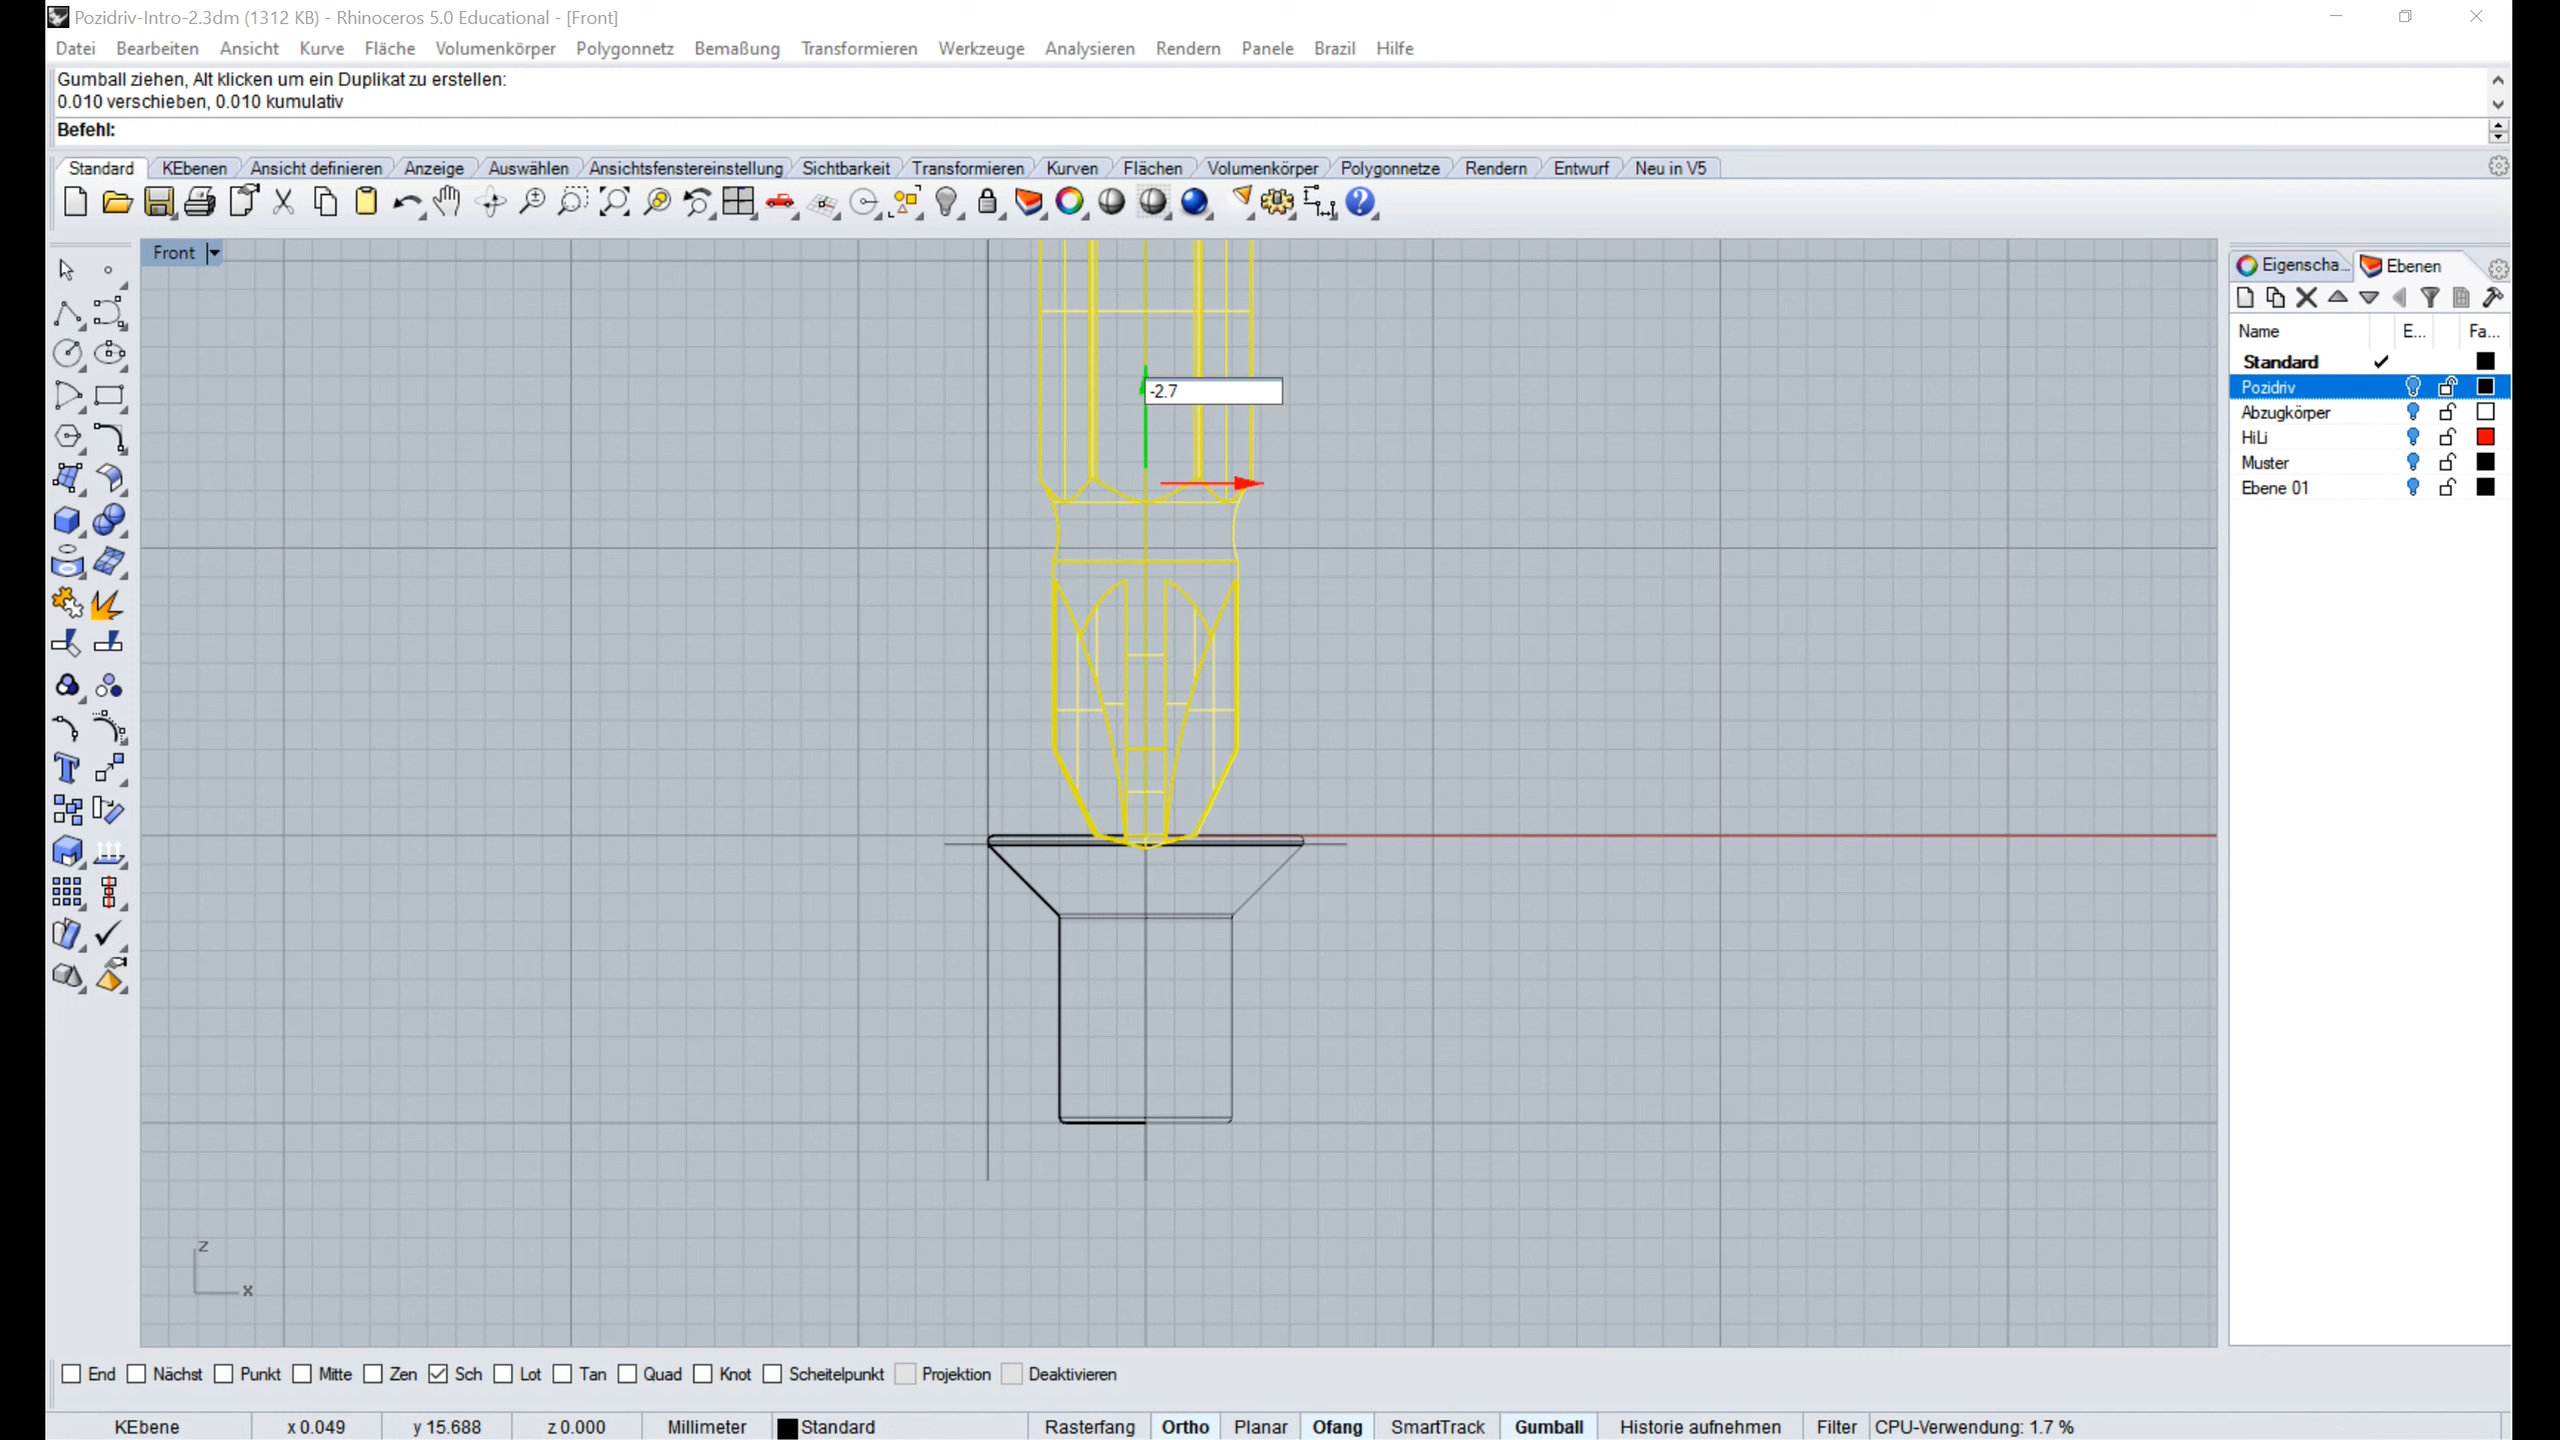 Pozidriv-Intro-2.3dm (1312 KB) - Rhinoceros 5.0 Educational - [Front]
Datei Bearbeiten Ansicht Kurve Fläche Volumenkörper Polygonnetz Bemaßung Transformieren Werkzeuge Analysieren Rendern Panele Brazil Hilfe
Gumball ziehen, Alt klicken um ein Duplikat zu erstellen:
0.010 verschieben, 0.010 kumulativ
Befehl:
Standard KEbenen Ansicht definieren Anzeige Auswählen Ansichtsfenstereinstellung Sichtbarkeit Transformieren Kurven Flächen Volumenkörper Polygonnetze Rendern Entwurf Neu in V5
Front
Eigenscha... Ebenen
Name E... Fa...
Standard
Pozidriv
Abzugkörper
HiLi
Muster
Ebene 01
-2.7
z
x
End Nächst Punkt Mitte Zen Sch Lot Tan Quad Knot Scheitelpunkt Projektion Deaktivieren
KEbene x 0.049 y 15.688 z 0.000 Millimeter Standard Rasterfang Ortho Planar Ofang SmartTrack Gumball Historie aufnehmen Filter CPU-Verwendung: 1.7 %